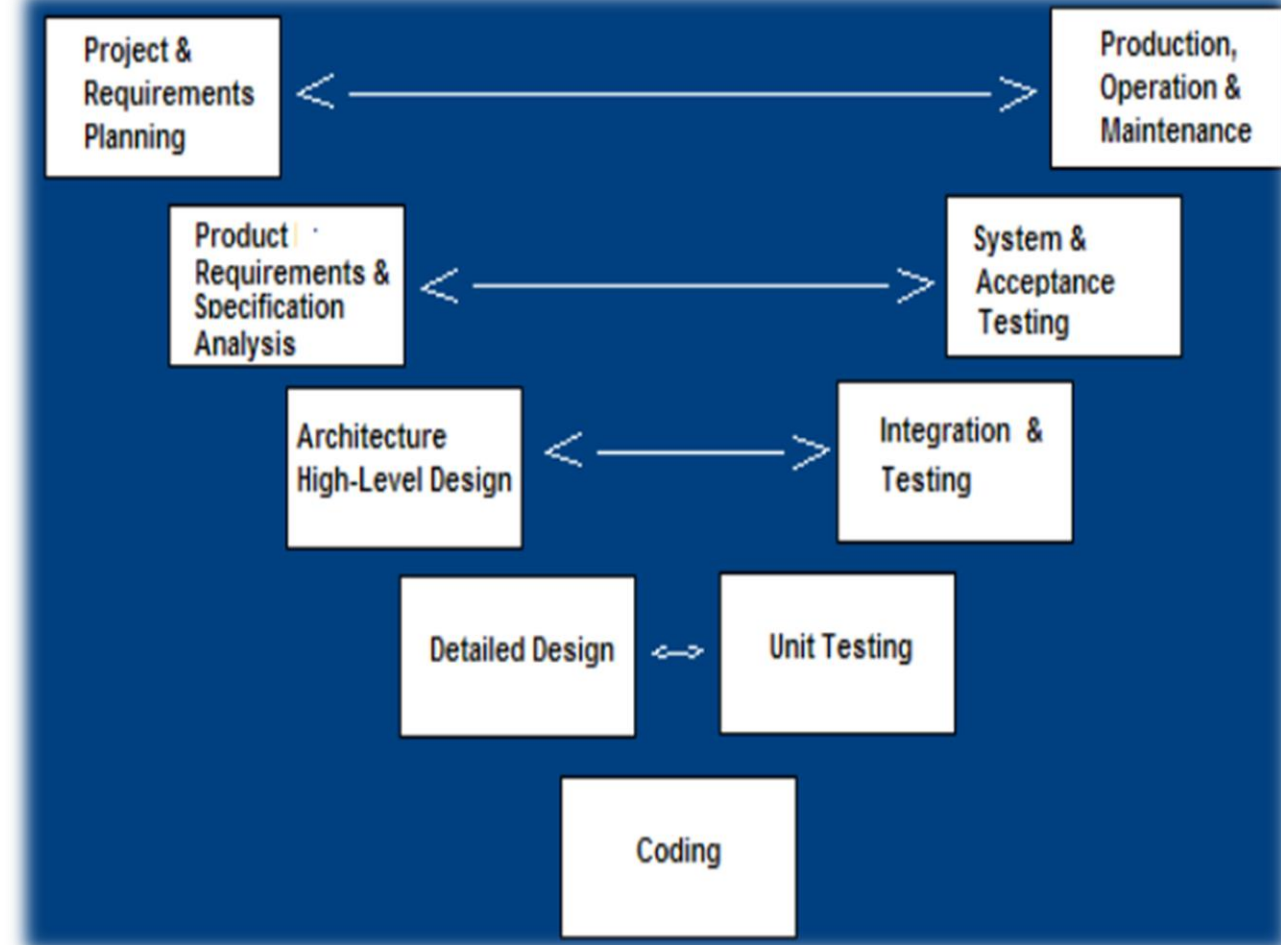 Project &
Requirements
Planning
Production,
Operation &
Maintenance
Product
Requirements &
Specification
Analysis
System &
Acceptance
Testing
Architecture
High-Level Design
Integration &
Testing
Detailed Design
Unit Testing
Coding